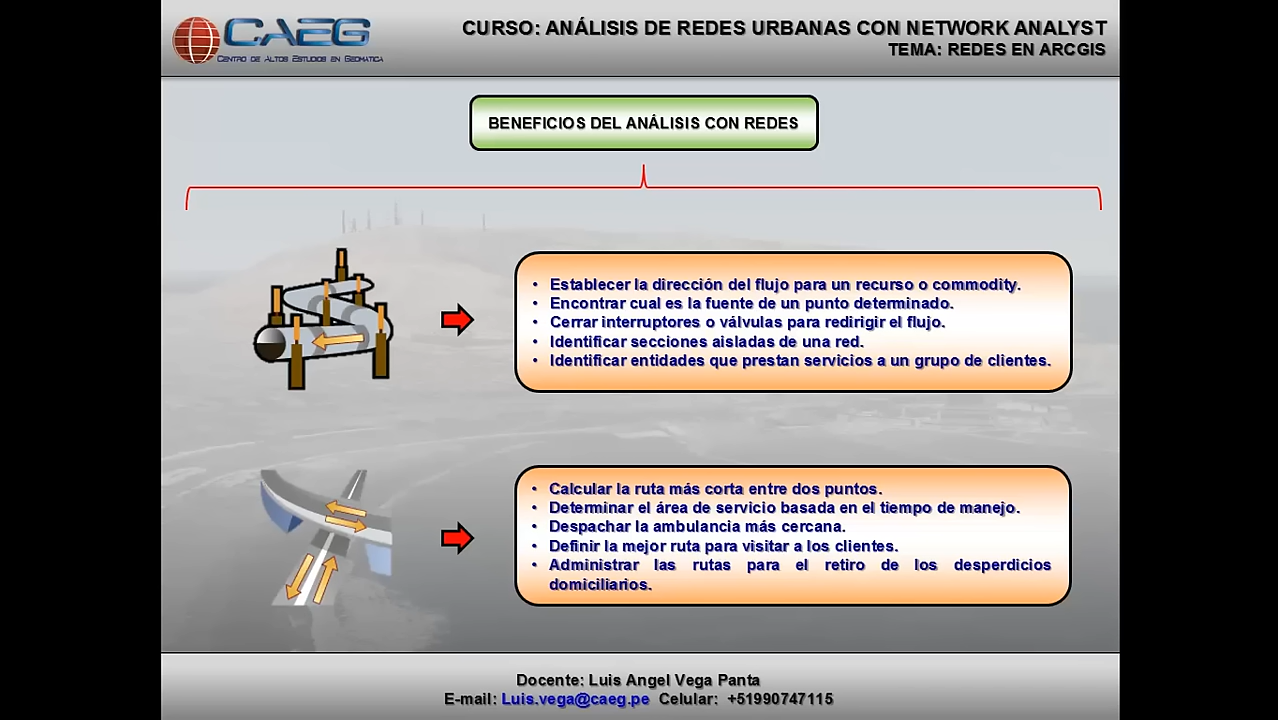 CAEG
CENTRO DE ALTOS ESTUDIOS EN GEOMATICA
CURSO: ANÁLISIS DE REDES URBANAS CON NETWORK ANALYST
TEMA: REDES EN ARCGIS
BENEFICIOS DEL ANÁLISIS CON REDES
• Establecer la dirección del flujo para un recurso o commodity.
• Encontrar cual es la fuente de un punto determinado.
• Cerrar interruptores o válvulas para redirigir el flujo.
• Identificar secciones aisladas de una red.
• Identificar entidades que prestan servicios a un grupo de clientes.
• Calcular la ruta más corta entre dos puntos.
• Determinar el área de servicio basada en el tiempo de manejo.
• Despachar la ambulancia más cercana.
• Definir la mejor ruta para visitar a los clientes.
• Administrar las rutas para el retiro de los desperdicios
domiciliarios.
Docente: Luis Angel Vega Panta
E-mail: Luis.vega@caeg.pe Celular: +51990747115